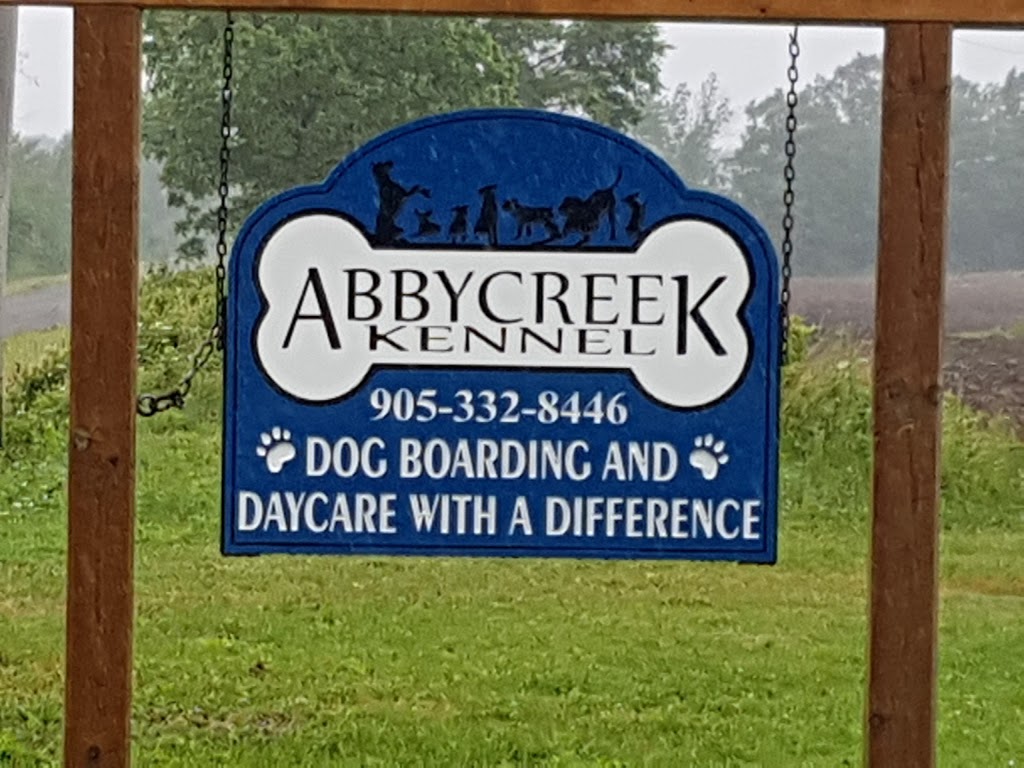 ABBYCREEK
KENNEL
905-332-8446
DOG BOARDING AND
DAYCARE WITH A DIFFERENCE